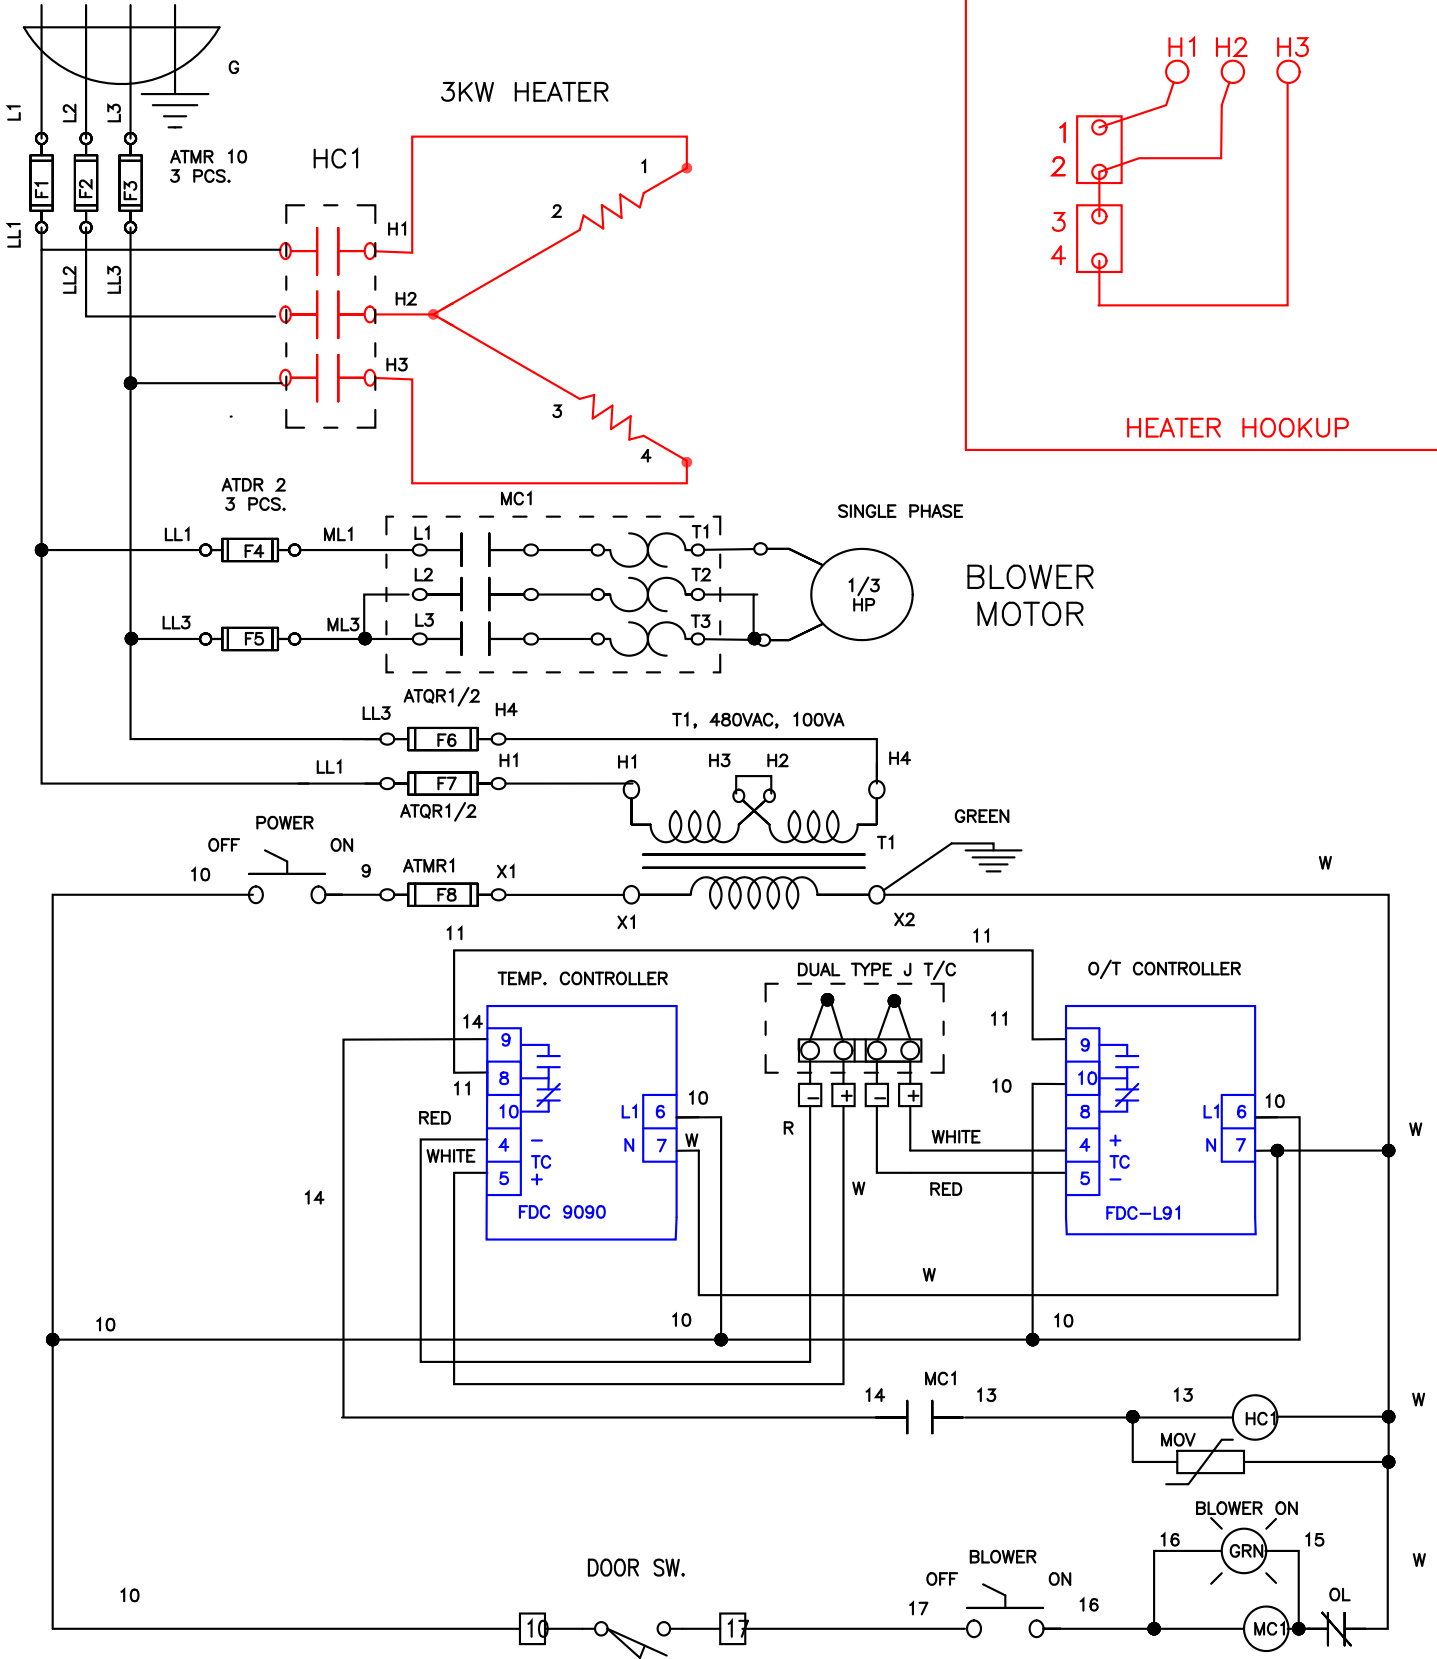 H1 H2 H3
1
2
3
4
HEATER HOOKUP
G
L1 L2 L3
3KW HEATER
ATMR 10
3 PCS.
F1 F2 F3
HC1
LL1 LL2 LL3
H1
H2
H3
1
2
3
4
ATDR 2
3 PCS.
MC1
SINGLE PHASE
LL1 F4 ML1 L1 T1
L2 T2
LL3 F5 ML3 L3 T3
1/3
HP
BLOWER
MOTOR
ATQR1/2
LL3 F6 H4
T1, 480VAC, 100VA
LL1 F7 H1
H1 H3 H2 H4
ATQR1/2
T1
POWER
OFF ON
10 9
ATMR1
F8 X1
X1 X2
GREEN
W
11 11
TEMP. CONTROLLER
DUAL TYPE J T/C
O/T CONTROLLER
14 9
11 8
10
RED 4 −
TC
WHITE 5 +
FDC 9090
L1 6 10
N 7 W
− + − +
R W
WHITE
RED
11 9
10 10
8
4 +
TC
5 −
FDC-L91
L1 6 10
N 7
W
14
W
10 10 10
14 MC1 13 13 HC1
W
MOV
BLOWER ON
16 GRN 15
W
DOOR SW.
BLOWER
OFF ON
10 10 17 17 16 MC1 OL